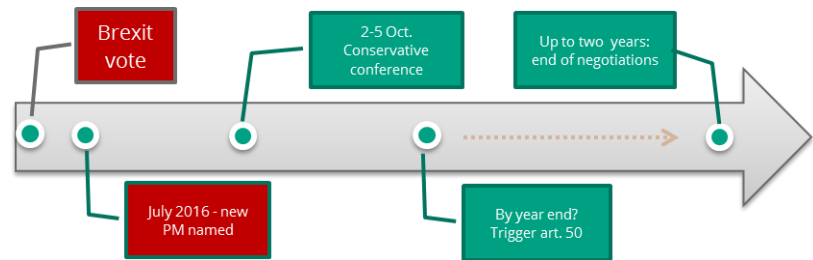 Brexit
vote
2-5 Oct.
Conservative
conference
Up to two years:
end of negotiations
July 2016 - new
PM named
By year end?
Trigger art. 50